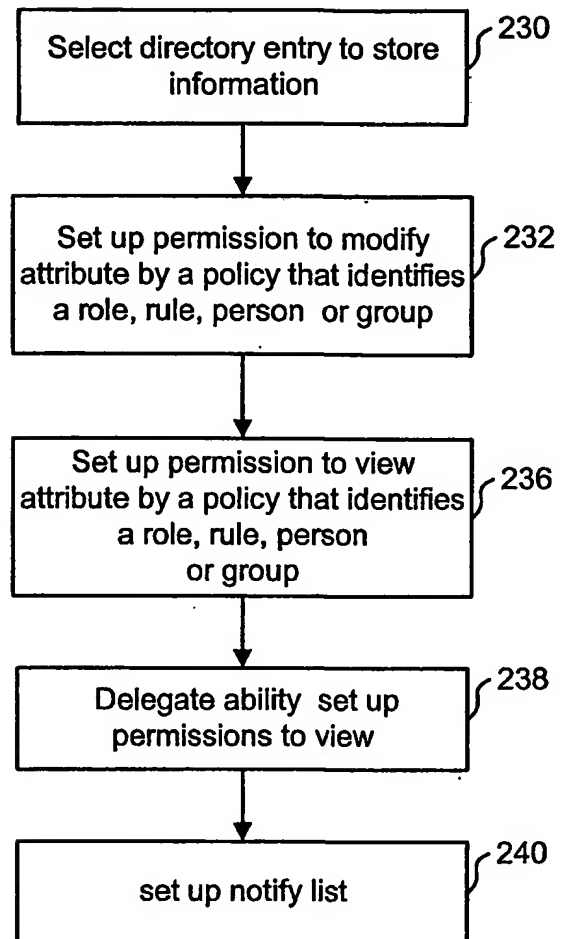 Select directory entry to store
information
230
Set up permission to modify
attribute by a policy that identifies
a role, rule, person or group
232
Set up permission to view
attribute by a policy that identifies
a role, rule, person
or group
236
Delegate ability set up
permissions to view
238
set up notify list
240